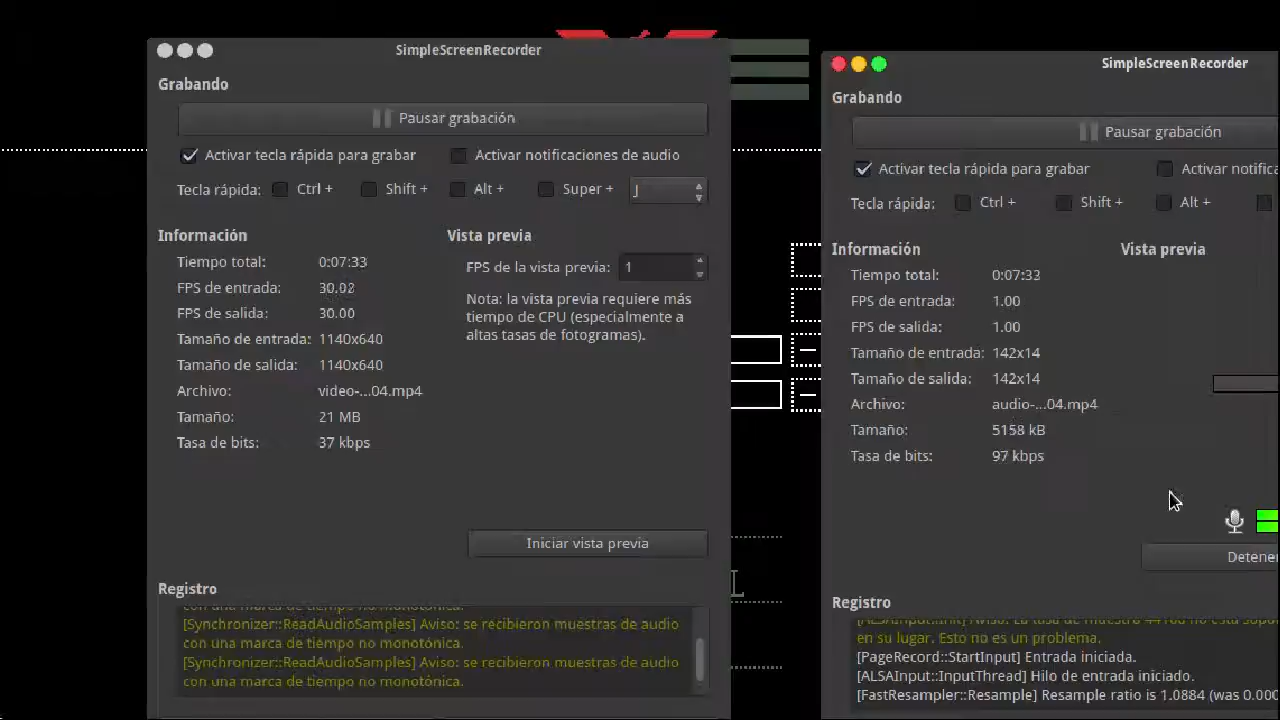 SimpleScreenRecorder
Grabando
Pausar grabación
Activar tecla rápida para grabar
Activar notificaciones de audio
Tecla rápida:
Ctrl +
Shift +
Alt +
Super +
J
Información
Vista previa
Tiempo total: 0:07:33
FPS de entrada: 30.02
FPS de salida: 30.00
Tamaño de entrada: 1140x640
Tamaño de salida: 1140x640
Archivo: video-...04.mp4
Tamaño: 21 MB
Tasa de bits: 37 kbps
FPS de la vista previa: 1
Nota: la vista previa requiere más
tiempo de CPU (especialmente a
altas tasas de fotogramas).
Iniciar vista previa
Registro
con una marca de tiempo no monotónica.
[Synchronizer::ReadAudioSamples] Aviso: se recibieron muestras de audio
con una marca de tiempo no monotónica.
[Synchronizer::ReadAudioSamples] Aviso: se recibieron muestras de audio
con una marca de tiempo no monotónica.
SimpleScreenRecorder
Grabando
Pausar grabación
Activar tecla rápida para grabar
Activar notifica
Tecla rápida:
Ctrl +
Shift +
Alt +
Información
Vista previa
Tiempo total: 0:07:33
FPS de entrada: 1.00
FPS de salida: 1.00
Tamaño de entrada: 142x14
Tamaño de salida: 142x14
Archivo: audio-...04.mp4
Tamaño: 5158 kB
Tasa de bits: 97 kbps
Detener
Registro
en su lugar. Esto no es un problema.
[PageRecord::StartInput] Entrada iniciada.
[ALSAInput::InputThread] Hilo de entrada iniciado.
[FastResampler::Resample] Resample ratio is 1.0884 (was 0.000